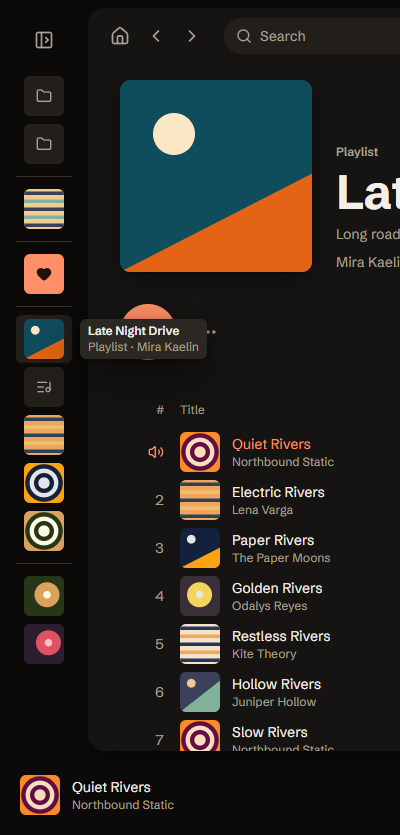 Search
Playlist
Lat
Long road
Mira Kaeli
Late Night Drive
Playlist · Mira Kaelin
# Title
Quiet Rivers
Northbound Static
2 Electric Rivers
Lena Varga
3 Paper Rivers
The Paper Moons
4 Golden Rivers
Odalys Reyes
5 Restless Rivers
Kite Theory
6 Hollow Rivers
Juniper Hollow
7 Slow Rivers
Northbound Static
Quiet Rivers
Northbound Static